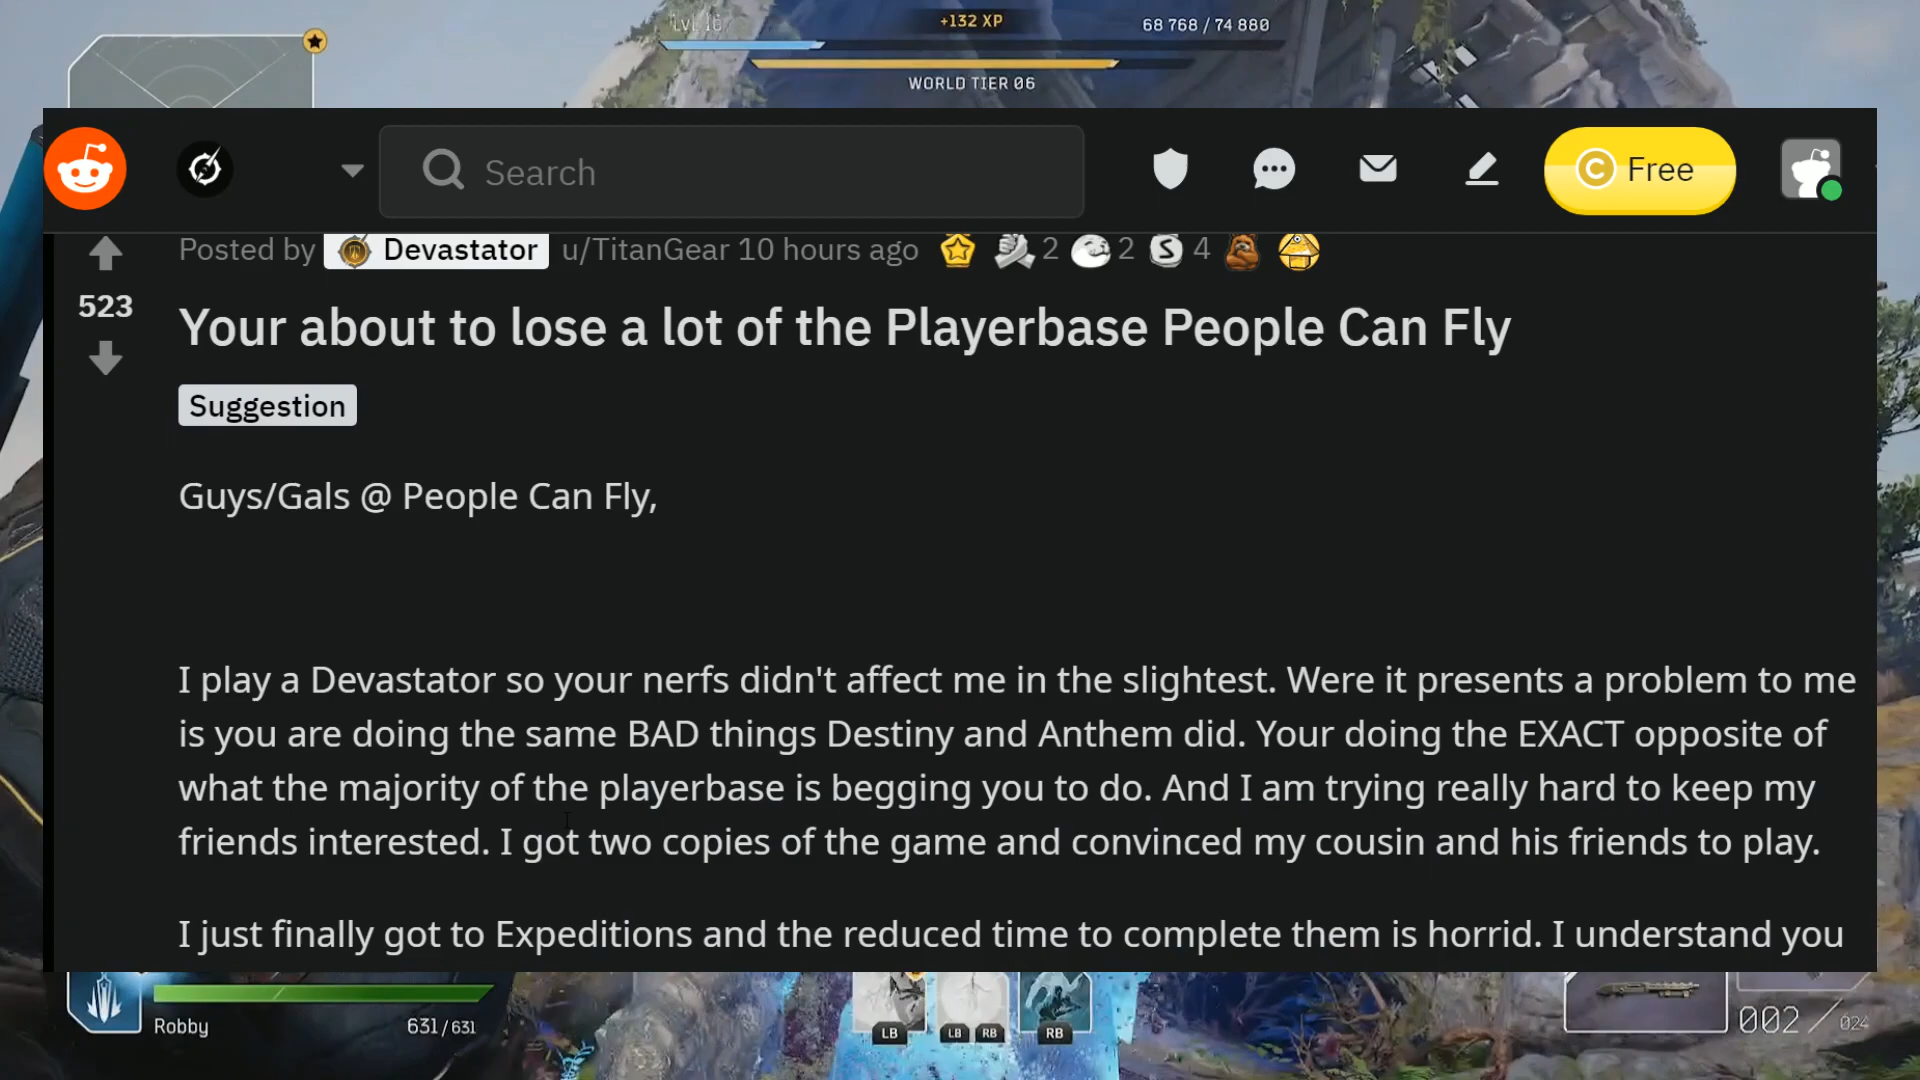 Lvl 16
+132 XP
68 768 / 74 880
WORLD TIER 06
Search
Free
Posted by Devastator u/TitanGear 10 hours ago 2 2 S 4
523
Your about to lose a lot of the Playerbase People Can Fly
Suggestion
Guys/Gals @ People Can Fly,
I play a Devastator so your nerfs didn't affect me in the slightest. Were it presents a problem to me
is you are doing the same BAD things Destiny and Anthem did. Your doing the EXACT opposite of
what the majority of the playerbase is begging you to do. And I am trying really hard to keep my
friends interested. I got two copies of the game and convinced my cousin and his friends to play.
I just finally got to Expeditions and the reduced time to complete them is horrid. I understand you
Robby
631/631
LB
LB RB
RB
002 / 024